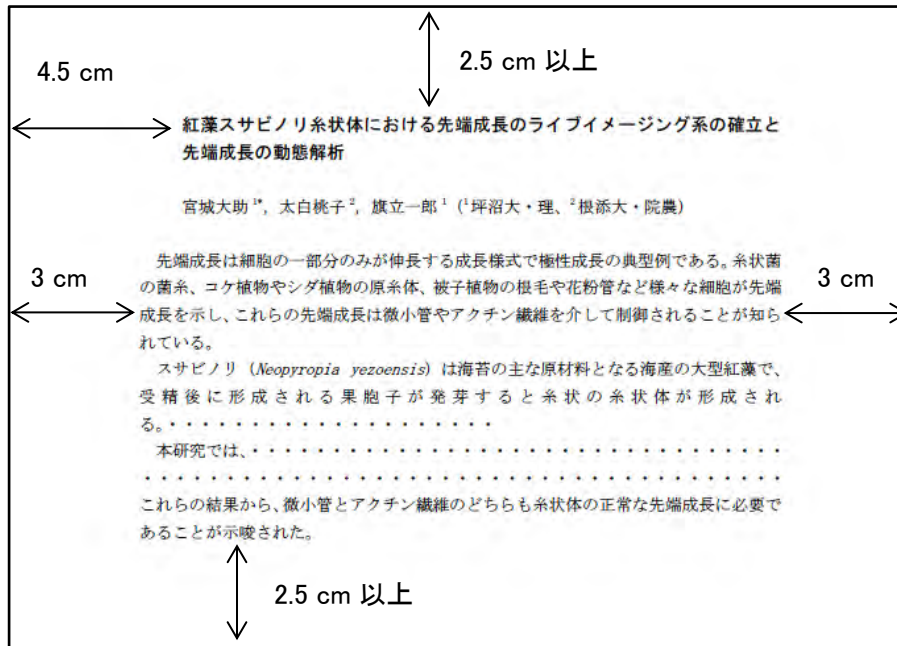 2.5 cm 以上
4.5 cm
紅藻スサビノリ糸状体における先端成長のライブイメージング系の確立と
先端成長の動態解析
宮城大助 1*, 太白桃子 2, 旗立一郎 1 (1坪沼大・理、2根添大・院農)
先端成長は細胞の一部分のみが伸長する成長様式で極性成長の典型例である。糸状菌
の菌糸、コケ植物やシダ植物の原糸体、被子植物の根毛や花粉管など様々な細胞が先端
3 cm
3 cm
成長を示し、これらの先端成長は微小管やアクチン繊維を介して制御されることが知ら
れている。
スサビノリ (Neopyropia yezoensis) は海苔の主な原材料となる海産の大型紅藻で、
受精後に形成される果胞子が発芽すると糸状の糸状体が形成され
る。・・・・・・・・・・・・・・・・・・・・
本研究では、・・・・・・・・・・・・・・・・・・・・・・・・・・・・・・・・
・・・・・・・・・・・・・・・・・・・・・・・・・・・・・・・・・・・・・・
これらの結果から、微小管とアクチン繊維のどちらも糸状体の正常な先端成長に必要で
あることが示唆された。
2.5 cm 以上